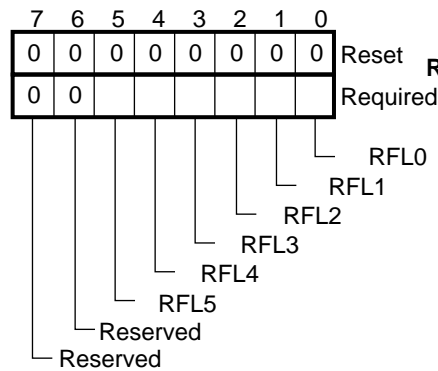 7 6 5 4 3 2 1 0
0 0 0 0 0 0 0 0 Reset
R
0 0 Required
RFL0
RFL1
RFL2
RFL3
RFL4
RFL5
Reserved
Reserved